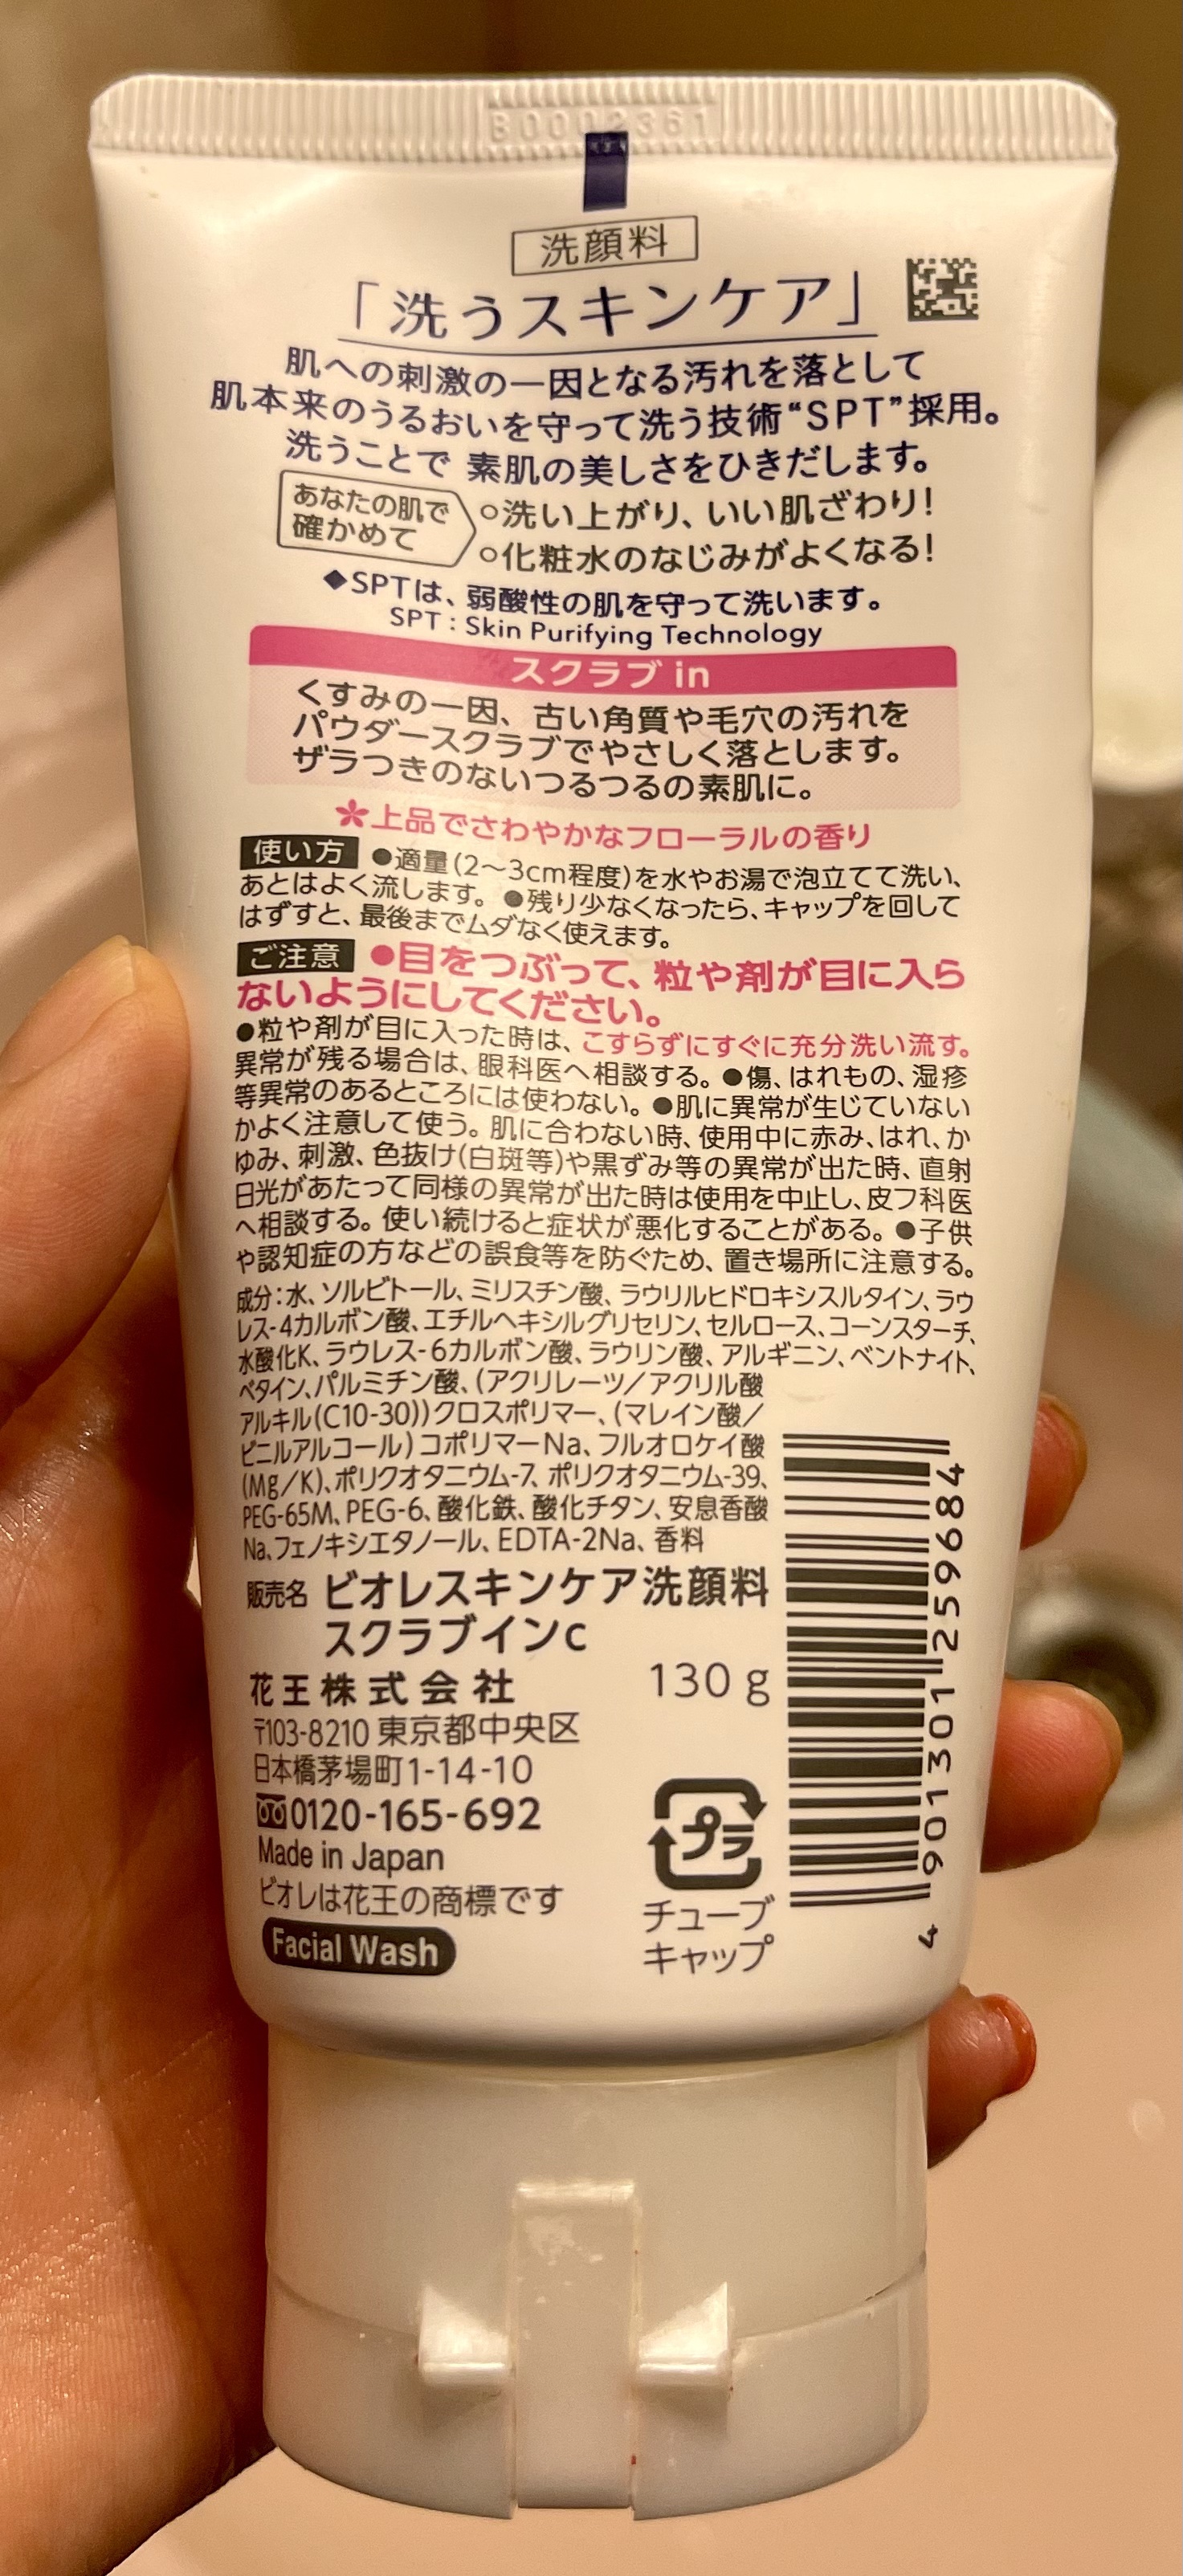 B0002361
洗顔料
「洗うスキンケア」
肌への刺激の一因となる汚れを落として
肌本来のうるおいを守って洗う技術“SPT”採用。
洗うことで 素肌の美しさをひきだします。
あなたの肌で
確かめて
○洗い上がり、いい肌ざわり!
○化粧水のなじみがよくなる!
◆SPTは、弱酸性の肌を守って洗います。
SPT : Skin Purifying Technology
スクラブ in
くすみの一因、古い角質や毛穴の汚れを
パウダースクラブでやさしく落とします。
ザラつきのないつるつるの素肌に。
*上品でさわやかなフローラルの香り
使い方 ●適量(2〜3cm程度)を水やお湯で泡立てて洗い、
あとはよく流します。●残り少なくなったら、キャップを回して
はずすと、最後までムダなく使えます。
ご注意 ●目をつぶって、粒や剤が目に入ら
ないようにしてください。
●粒や剤が目に入った時は、こすらずにすぐに充分洗い流す。
異常が残る場合は、眼科医へ相談する。●傷、はれもの、湿疹
等異常のあるところには使わない。●肌に異常が生じていない
かよく注意して使う。肌に合わない時、使用中に赤み、はれ、か
ゆみ、刺激、色抜け(白斑等)や黒ずみ等の異常が出た時、直射
日光があたって同様の異常が出た時は使用を中止し、皮フ科医
へ相談する。使い続けると症状が悪化することがある。●子供
や認知症の方などの誤食等を防ぐため、置き場所に注意する。
成分:水、ソルビトール、ミリスチン酸、ラウリルヒドロキシスルタイン、ラウ
レス-4カルボン酸、エチルヘキシルグリセリン、セルロース、コーンスターチ、
水酸化K、ラウレス-6カルボン酸、ラウリン酸、アルギニン、ベントナイト、
ベタイン、パルミチン酸、(アクリレーツ/アクリル酸
アルキル(C10-30))クロスポリマー、(マレイン酸/
ビニルアルコール)コポリマーNa、フルオロケイ酸
(Mg/K)、ポリクオタニウム-7、ポリクオタニウム-39、
PEG-65M、PEG-6、酸化鉄、酸化チタン、安息香酸
Na、フェノキシエタノール、EDTA-2Na、香料
販売名 ビオレスキンケア洗顔料
スクラブインc
花王株式会社 130 g
〒103-8210 東京都中央区
日本橋茅場町1-14-10
0120-165-692
Made in Japan
ビオレは花王の商標です
Facial Wash
プラ
チューブ
キャップ
4901301259684
4